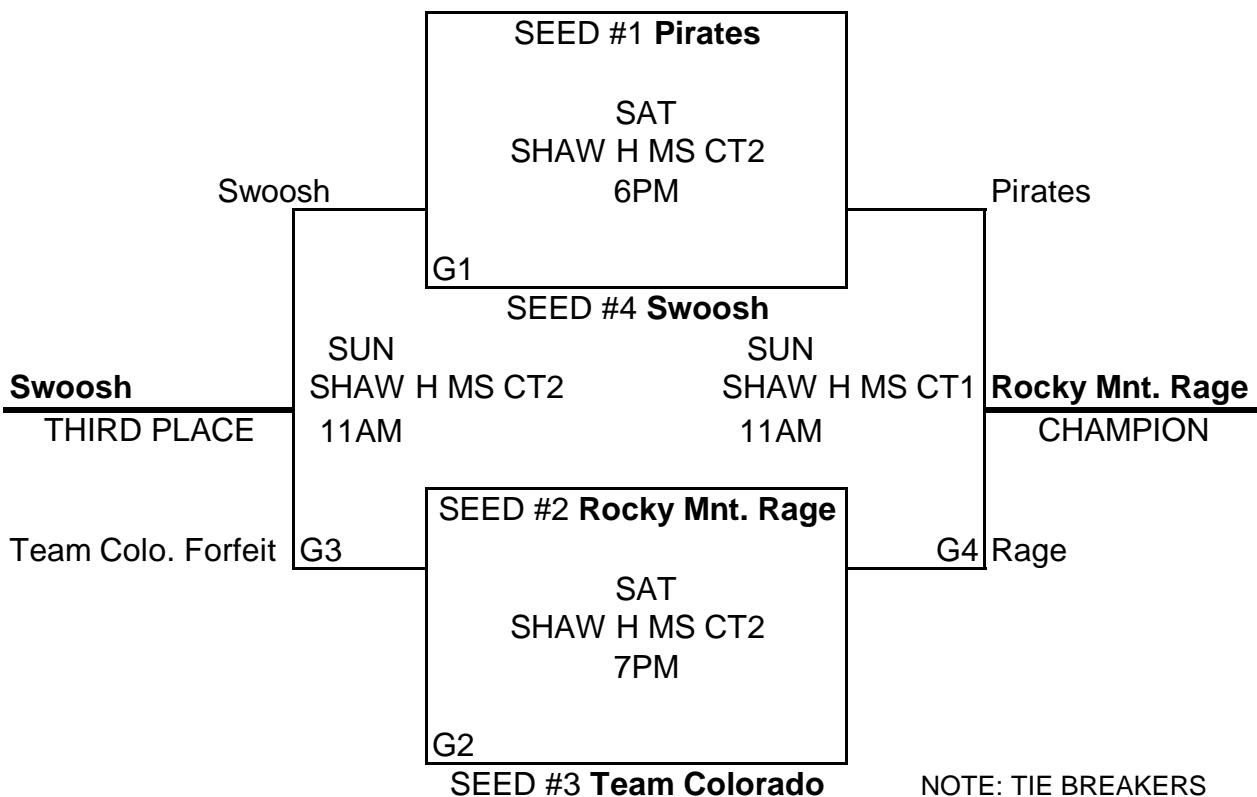 SEED #1 Pirates
SAT
SHAW H MS CT2
6PM
Swoosh
Pirates
G1
SEED #4 Swoosh
SUN
SHAW H MS CT2
11AM
SUN
SHAW H MS CT1
11AM
Swoosh
THIRD PLACE
Rocky Mnt. Rage
CHAMPION
SEED #2 Rocky Mnt. Rage
Team Colo. Forfeit
G3
G4
Rage
SAT
SHAW H MS CT2
7PM
G2
SEED #3 Team Colorado
NOTE: TIE BREAKERS